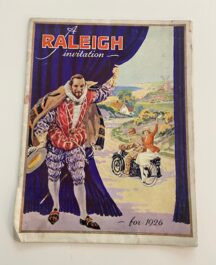 A
RALEIGH
invitation
for 1926